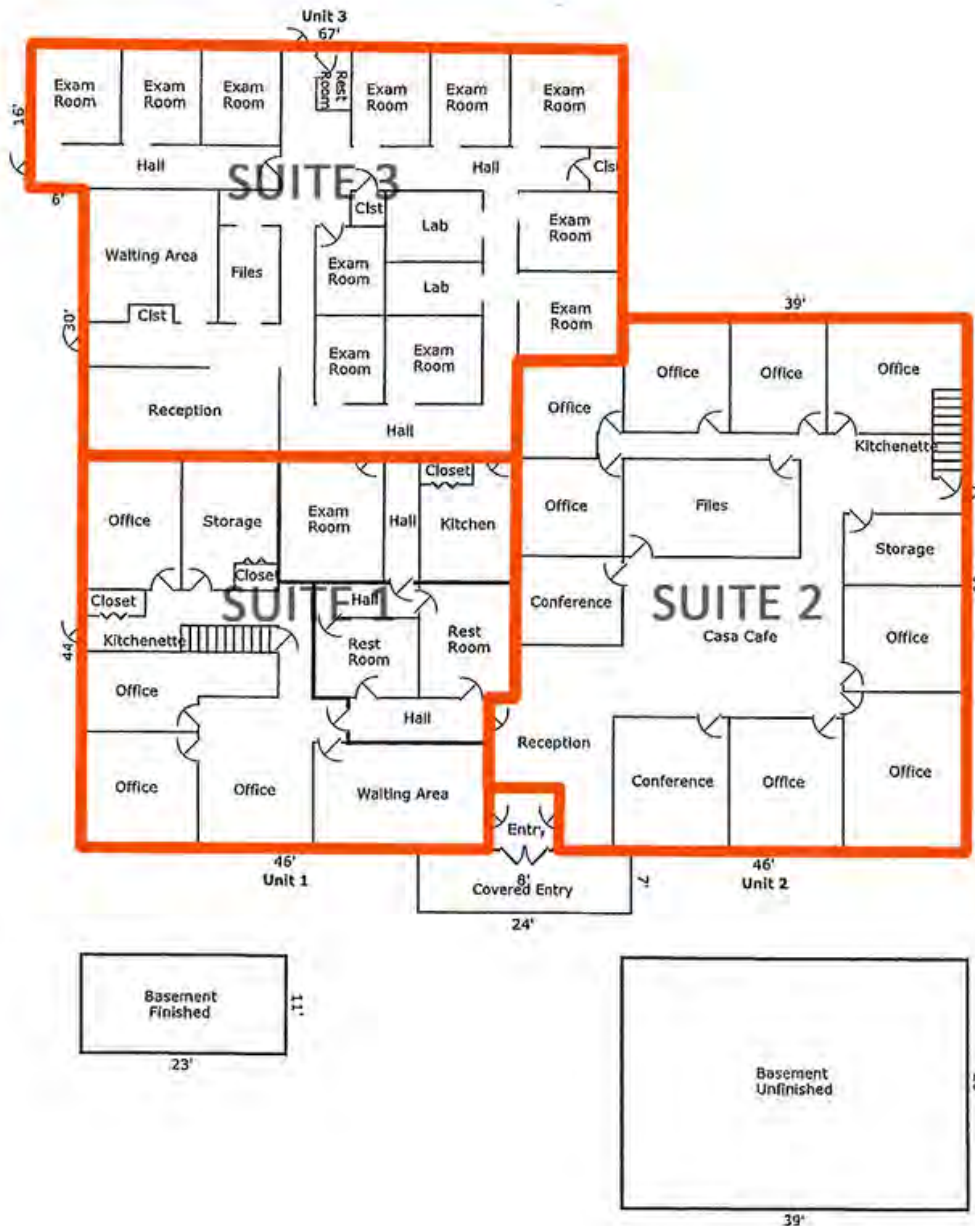 Unit 3
67'
Exam
Room
Exam
Room
Exam
Room
Rest
Room
Exam
Room
Exam
Room
Exam
Room
16'
Hall
SUITE 3
Hall
Clst
6'
Clst
Waiting Area
Files
Lab
Exam
Room
Exam
Room
Lab
Clst
30'
Exam
Room
39'
Exam
Room
Exam
Room
Reception
Hall
Office
Office
Office
Office
Kitchenette
Closet
Office
Storage
Exam
Room
Hall
Kitchen
Office
Files
Closet
Storage
Closet
SUITE 1
Hall
Conference
SUITE 2
Kitchenette
44'
Rest
Room
Rest
Room
Casa Cafe
Office
Office
Hall
Reception
Office
Office
Waiting Area
Conference
Office
Office
Entry
46'
Unit 1
8'
Covered Entry
7'
46'
Unit 2
24'
Basement
Finished
11'
23'
Basement
Unfinished
39'